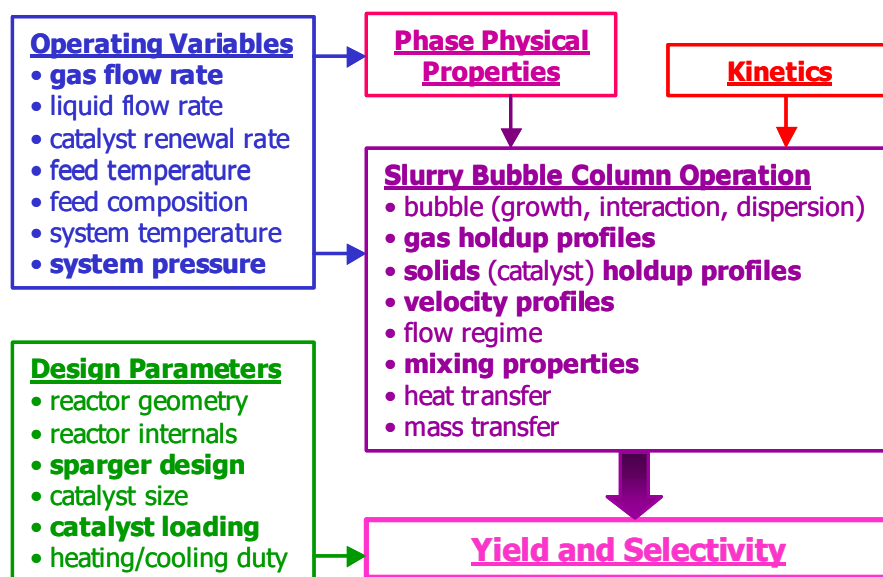 Operating Variables
• gas flow rate
• liquid flow rate
• catalyst renewal rate
• feed temperature
• feed composition
• system temperature
• system pressure
Phase Physical
Properties
Kinetics
Slurry Bubble Column Operation
• bubble (growth, interaction, dispersion)
• gas holdup profiles
• solids (catalyst) holdup profiles
• velocity profiles
• flow regime
• mixing properties
• heat transfer
• mass transfer
Design Parameters
• reactor geometry
• reactor internals
• sparger design
• catalyst size
• catalyst loading
• heating/cooling duty
Yield and Selectivity